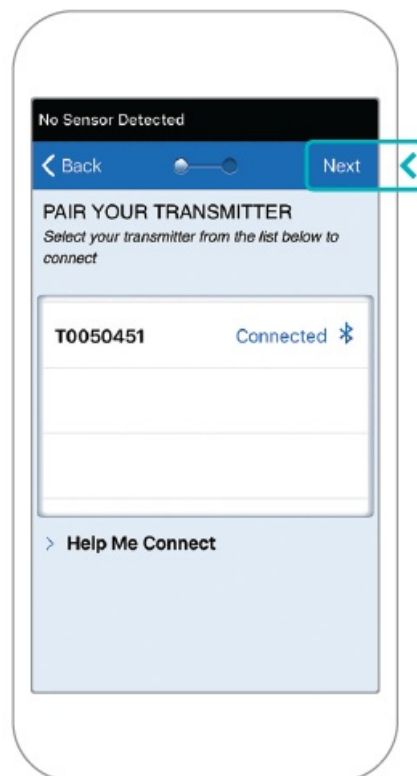 No Sensor Detected
Back Next
PAIR YOUR TRANSMITTER
Select your transmitter from the list below to
connect
T0050451 Connected
Help Me Connect